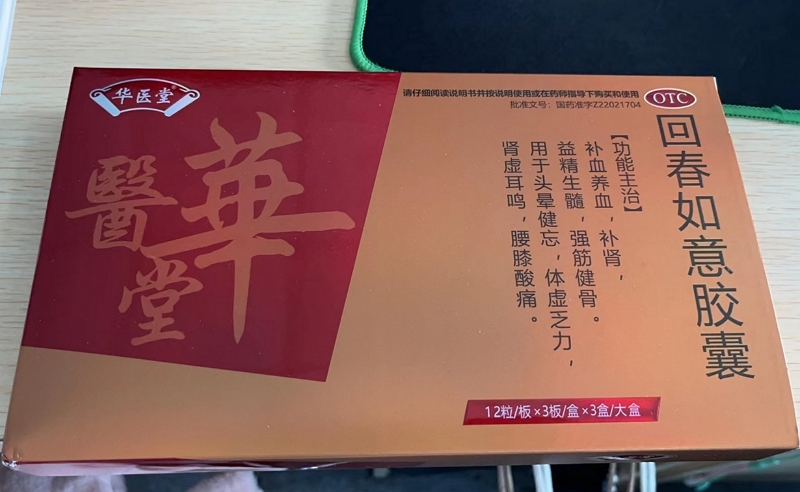 华医堂
華
醫堂
请仔细阅读说明书并按说明使用或在药师指导下购买和使用
批准文号：国药准字Z22021704
OTC
回春如意胶囊
【功能主治】
补血养血，补肾，
益精生髓，强筋健骨。
用于头晕健忘，体虚乏力，
肾虚耳鸣，腰膝酸痛。
12粒/板×3板/盒×3盒/大盒